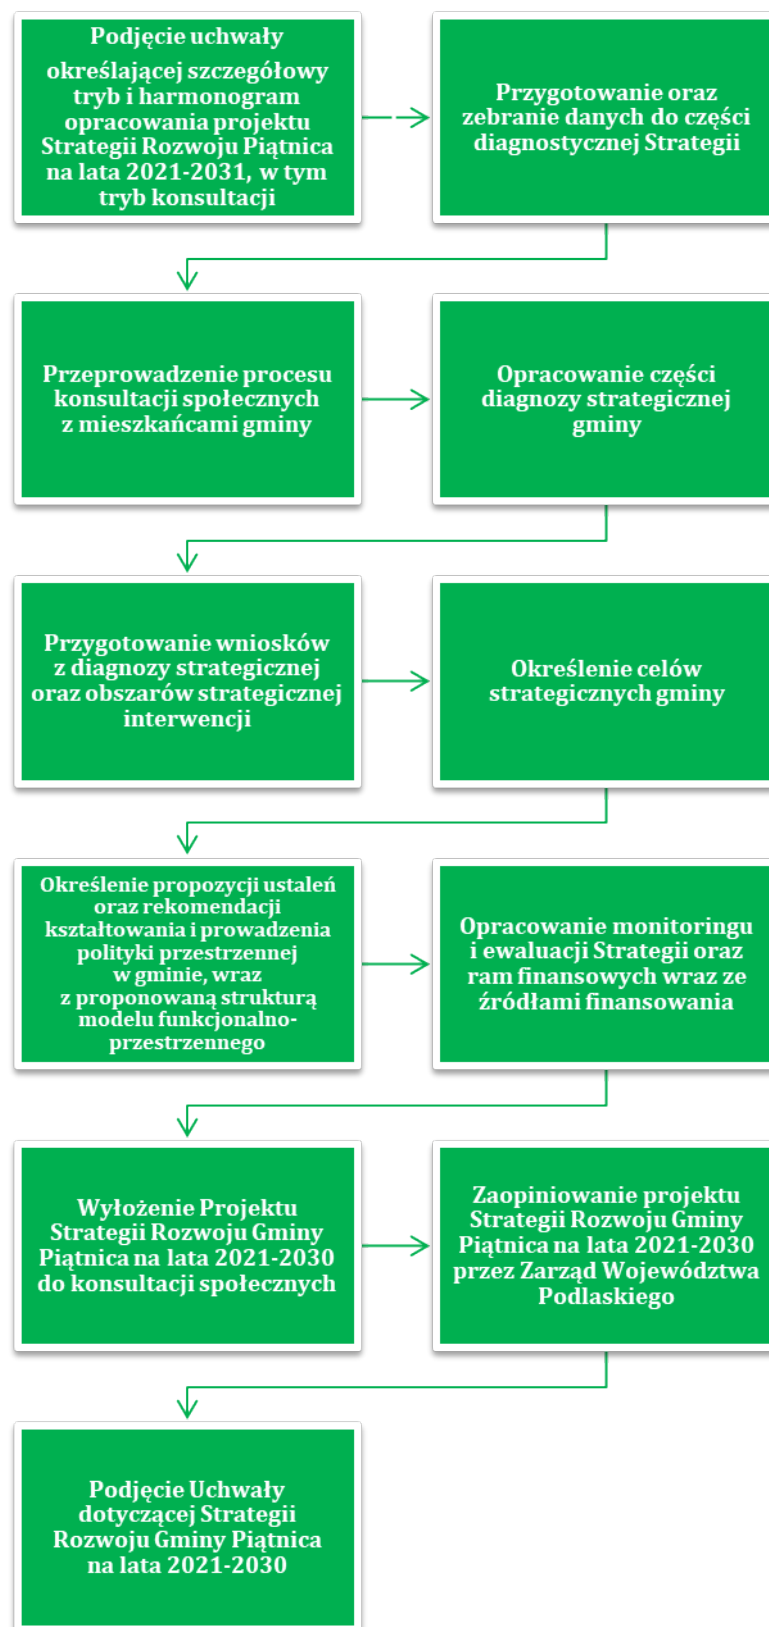 Podjęcie uchwały
określającej szczegółowy
tryb i harmonogram
opracowania projektu
Strategii Rozwoju Piątnica
na lata 2021-2031, w tym
tryb konsultacji
Przygotowanie oraz
zebranie danych do części
diagnostycznej Strategii
Przeprowadzenie procesu
konsultacji społecznych
z mieszkańcami gminy
Opracowanie części
diagnozy strategicznej
gminy
Przygotowanie wniosków
z diagnozy strategicznej
oraz obszarów strategicznej
interwencji
Określenie celów
strategicznych gminy
Określenie propozycji ustaleń
oraz rekomendacji
kształtowania i prowadzenia
polityki przestrzennej
w gminie, wraz
z proponowaną strukturą
modelu funkcjonalno-
przestrzennego
Opracowanie monitoringu
i ewaluacji Strategii oraz
ram finansowych wraz ze
źródłami finansowania
Wyłożenie Projektu
Strategii Rozwoju Gminy
Piątnica na lata 2021-2030
do konsultacji społecznych
Zaopiniowanie projektu
Strategii Rozwoju Gminy
Piątnica na lata 2021-2030
przez Zarząd Województwa
Podlaskiego
Podjęcie Uchwały
dotyczącej Strategii
Rozwoju Gminy Piątnica
na lata 2021-2030